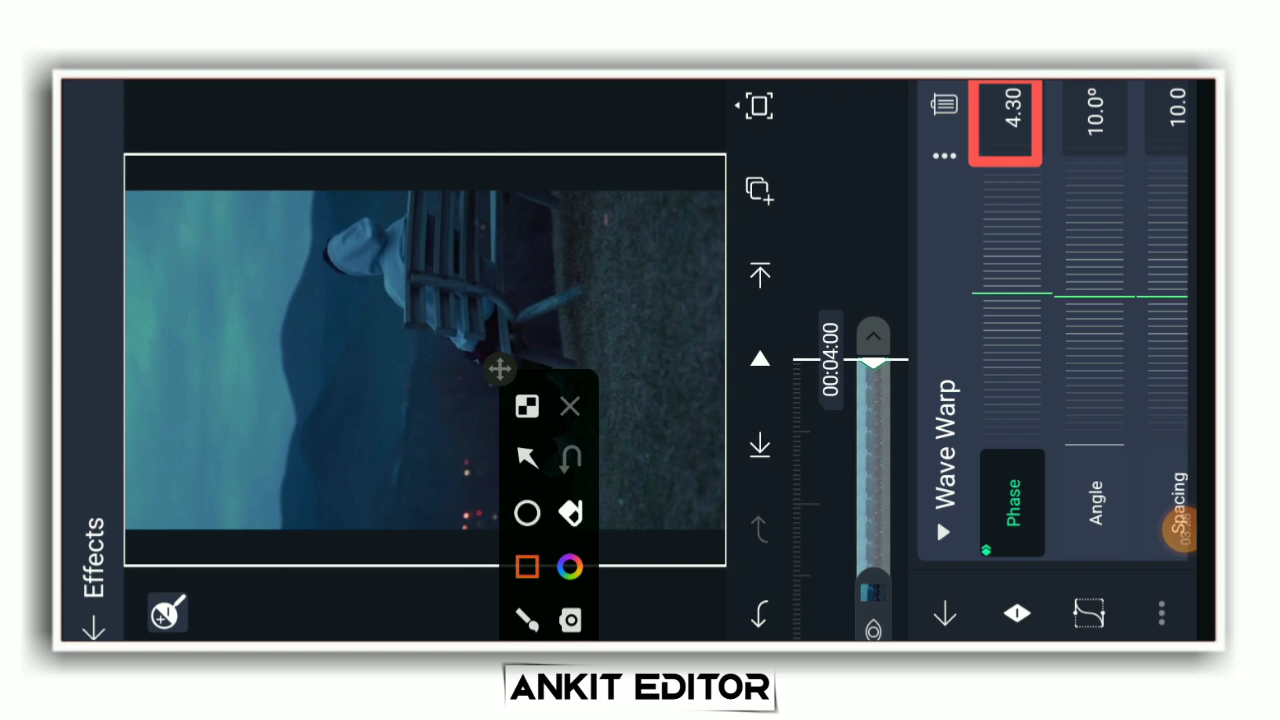 Effects
00:04:00
Wave Warp
Phase
4.30
Angle
10.0°
Spacing
10.0
ANKIT EDITOR